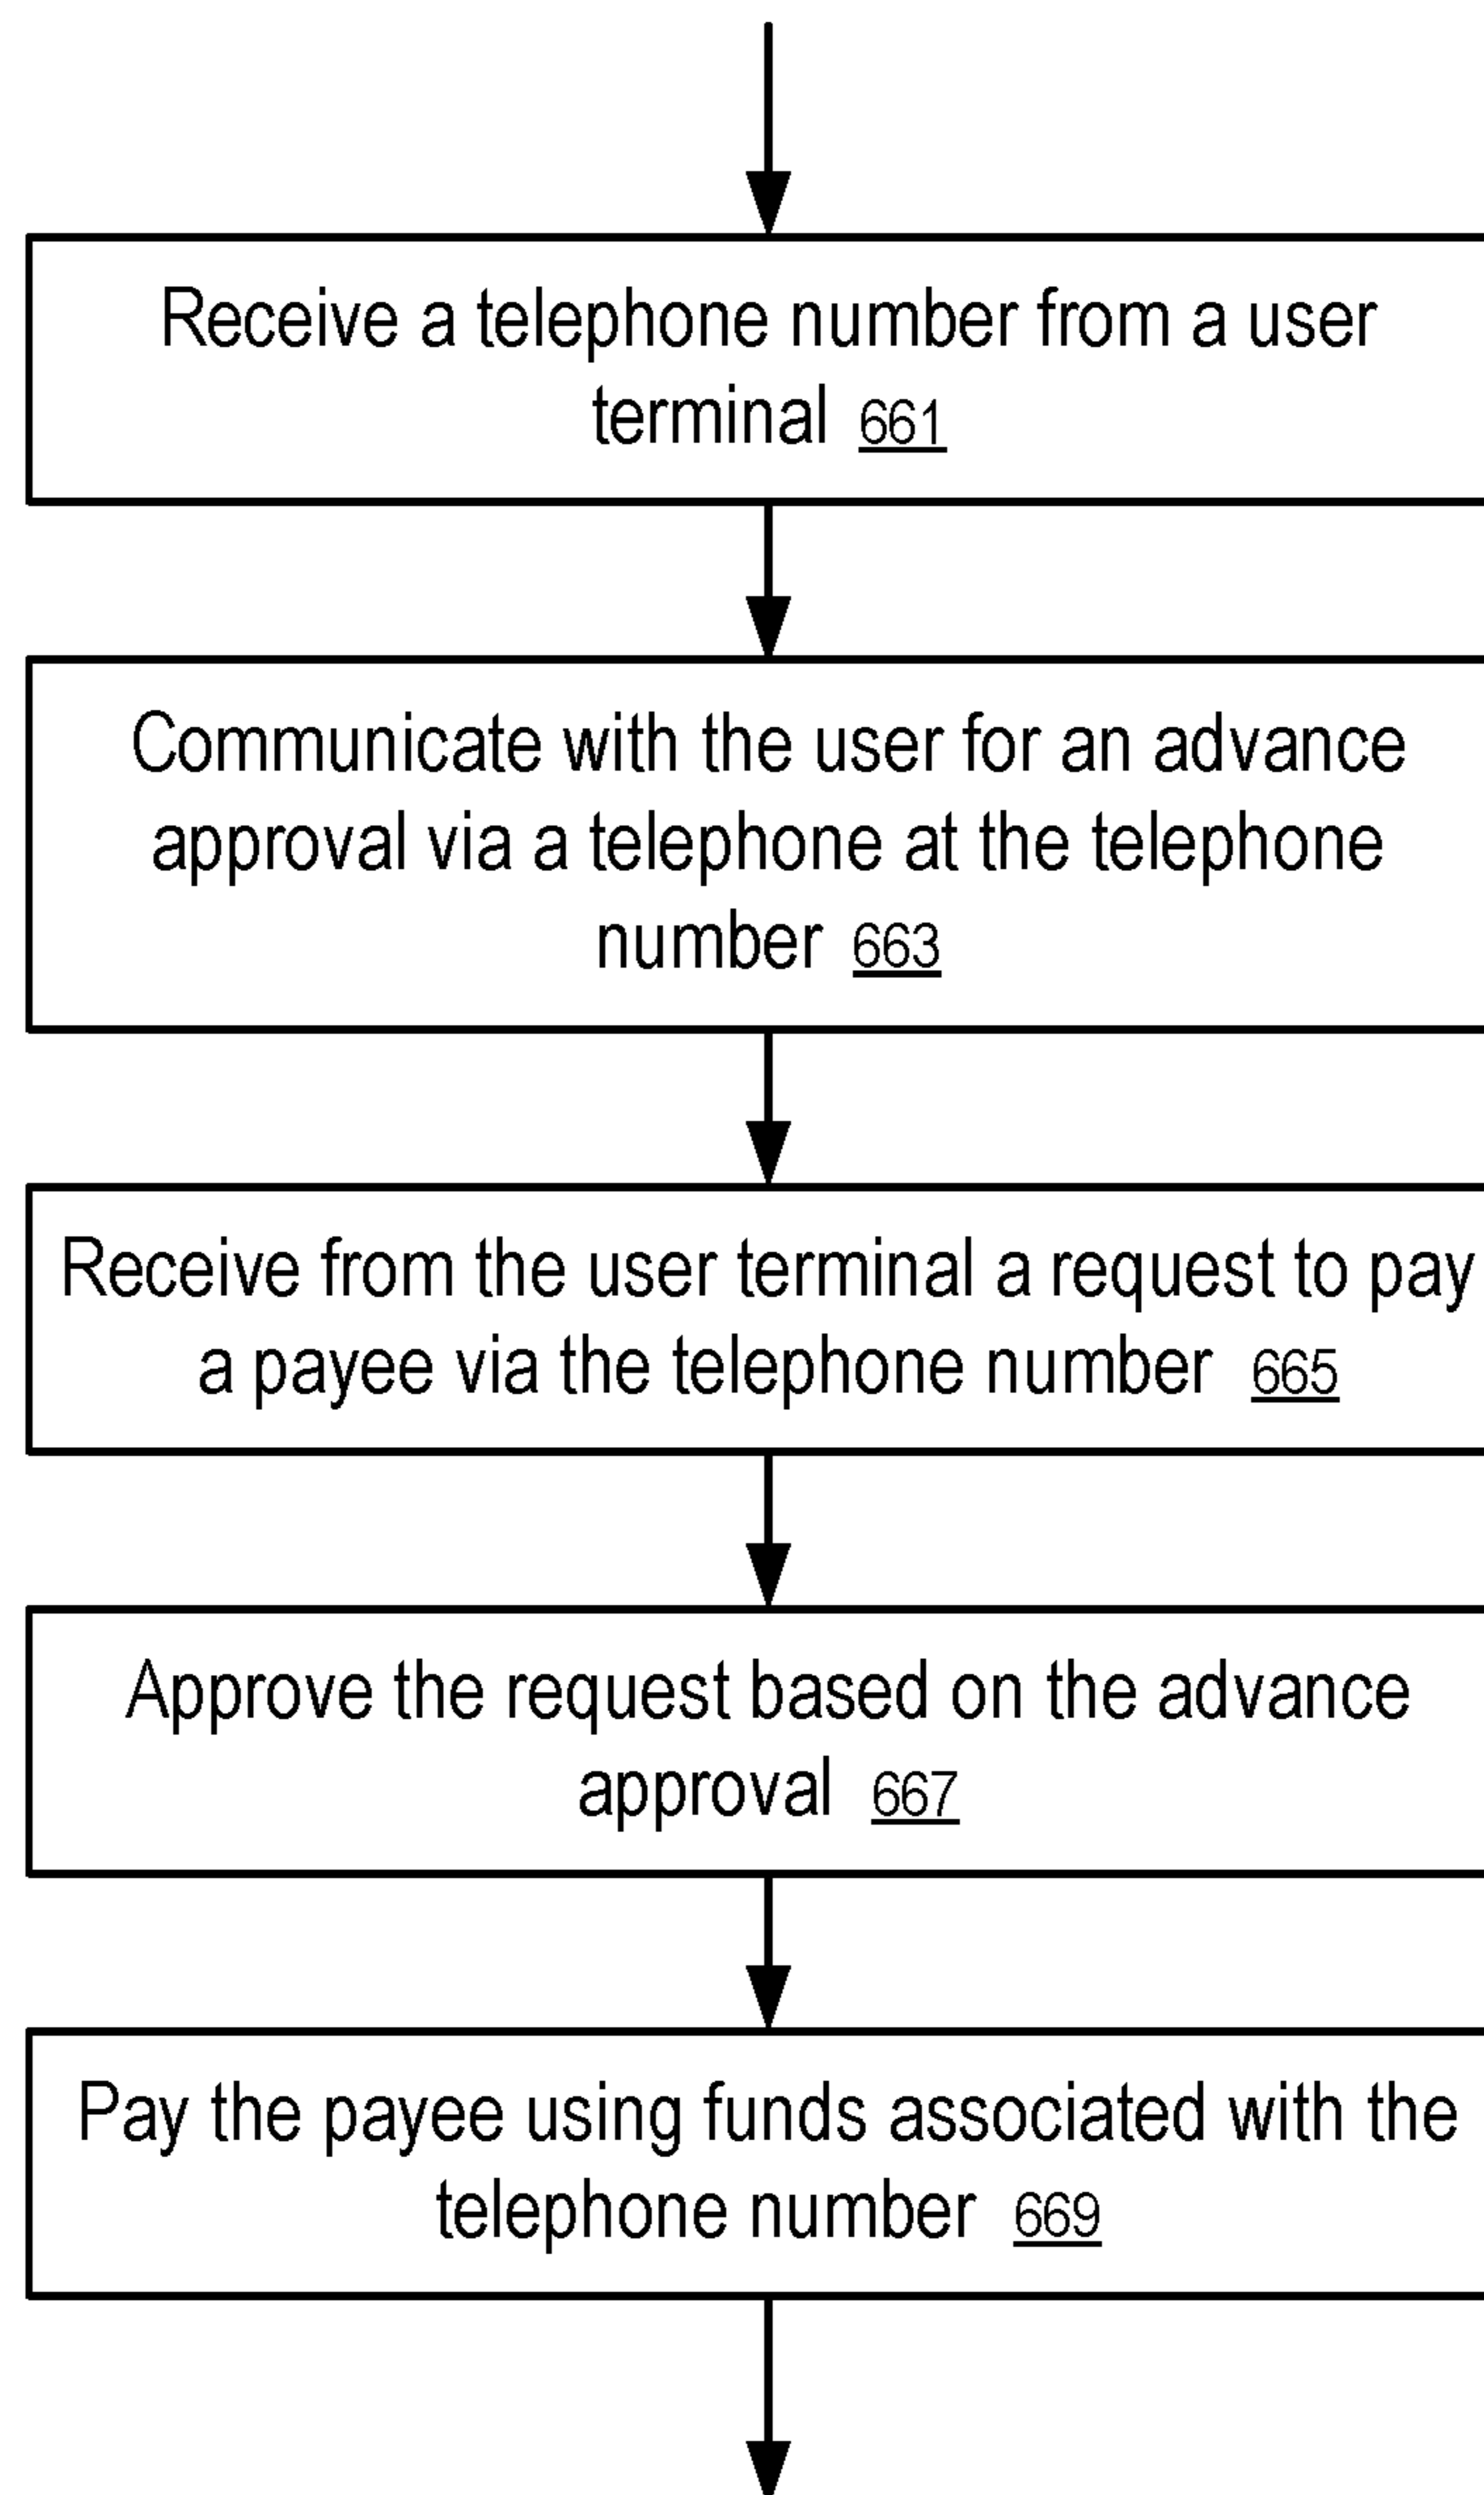 Receive a telephone number from a user
terminal 661
Communicate with the user for an advance
approval via a telephone at the telephone
number 663
Receive from the user terminal a request to pay
a payee via the telephone number 665
Approve the request based on the advance
approval 667
Pay the payee using funds associated with the
telephone number 669